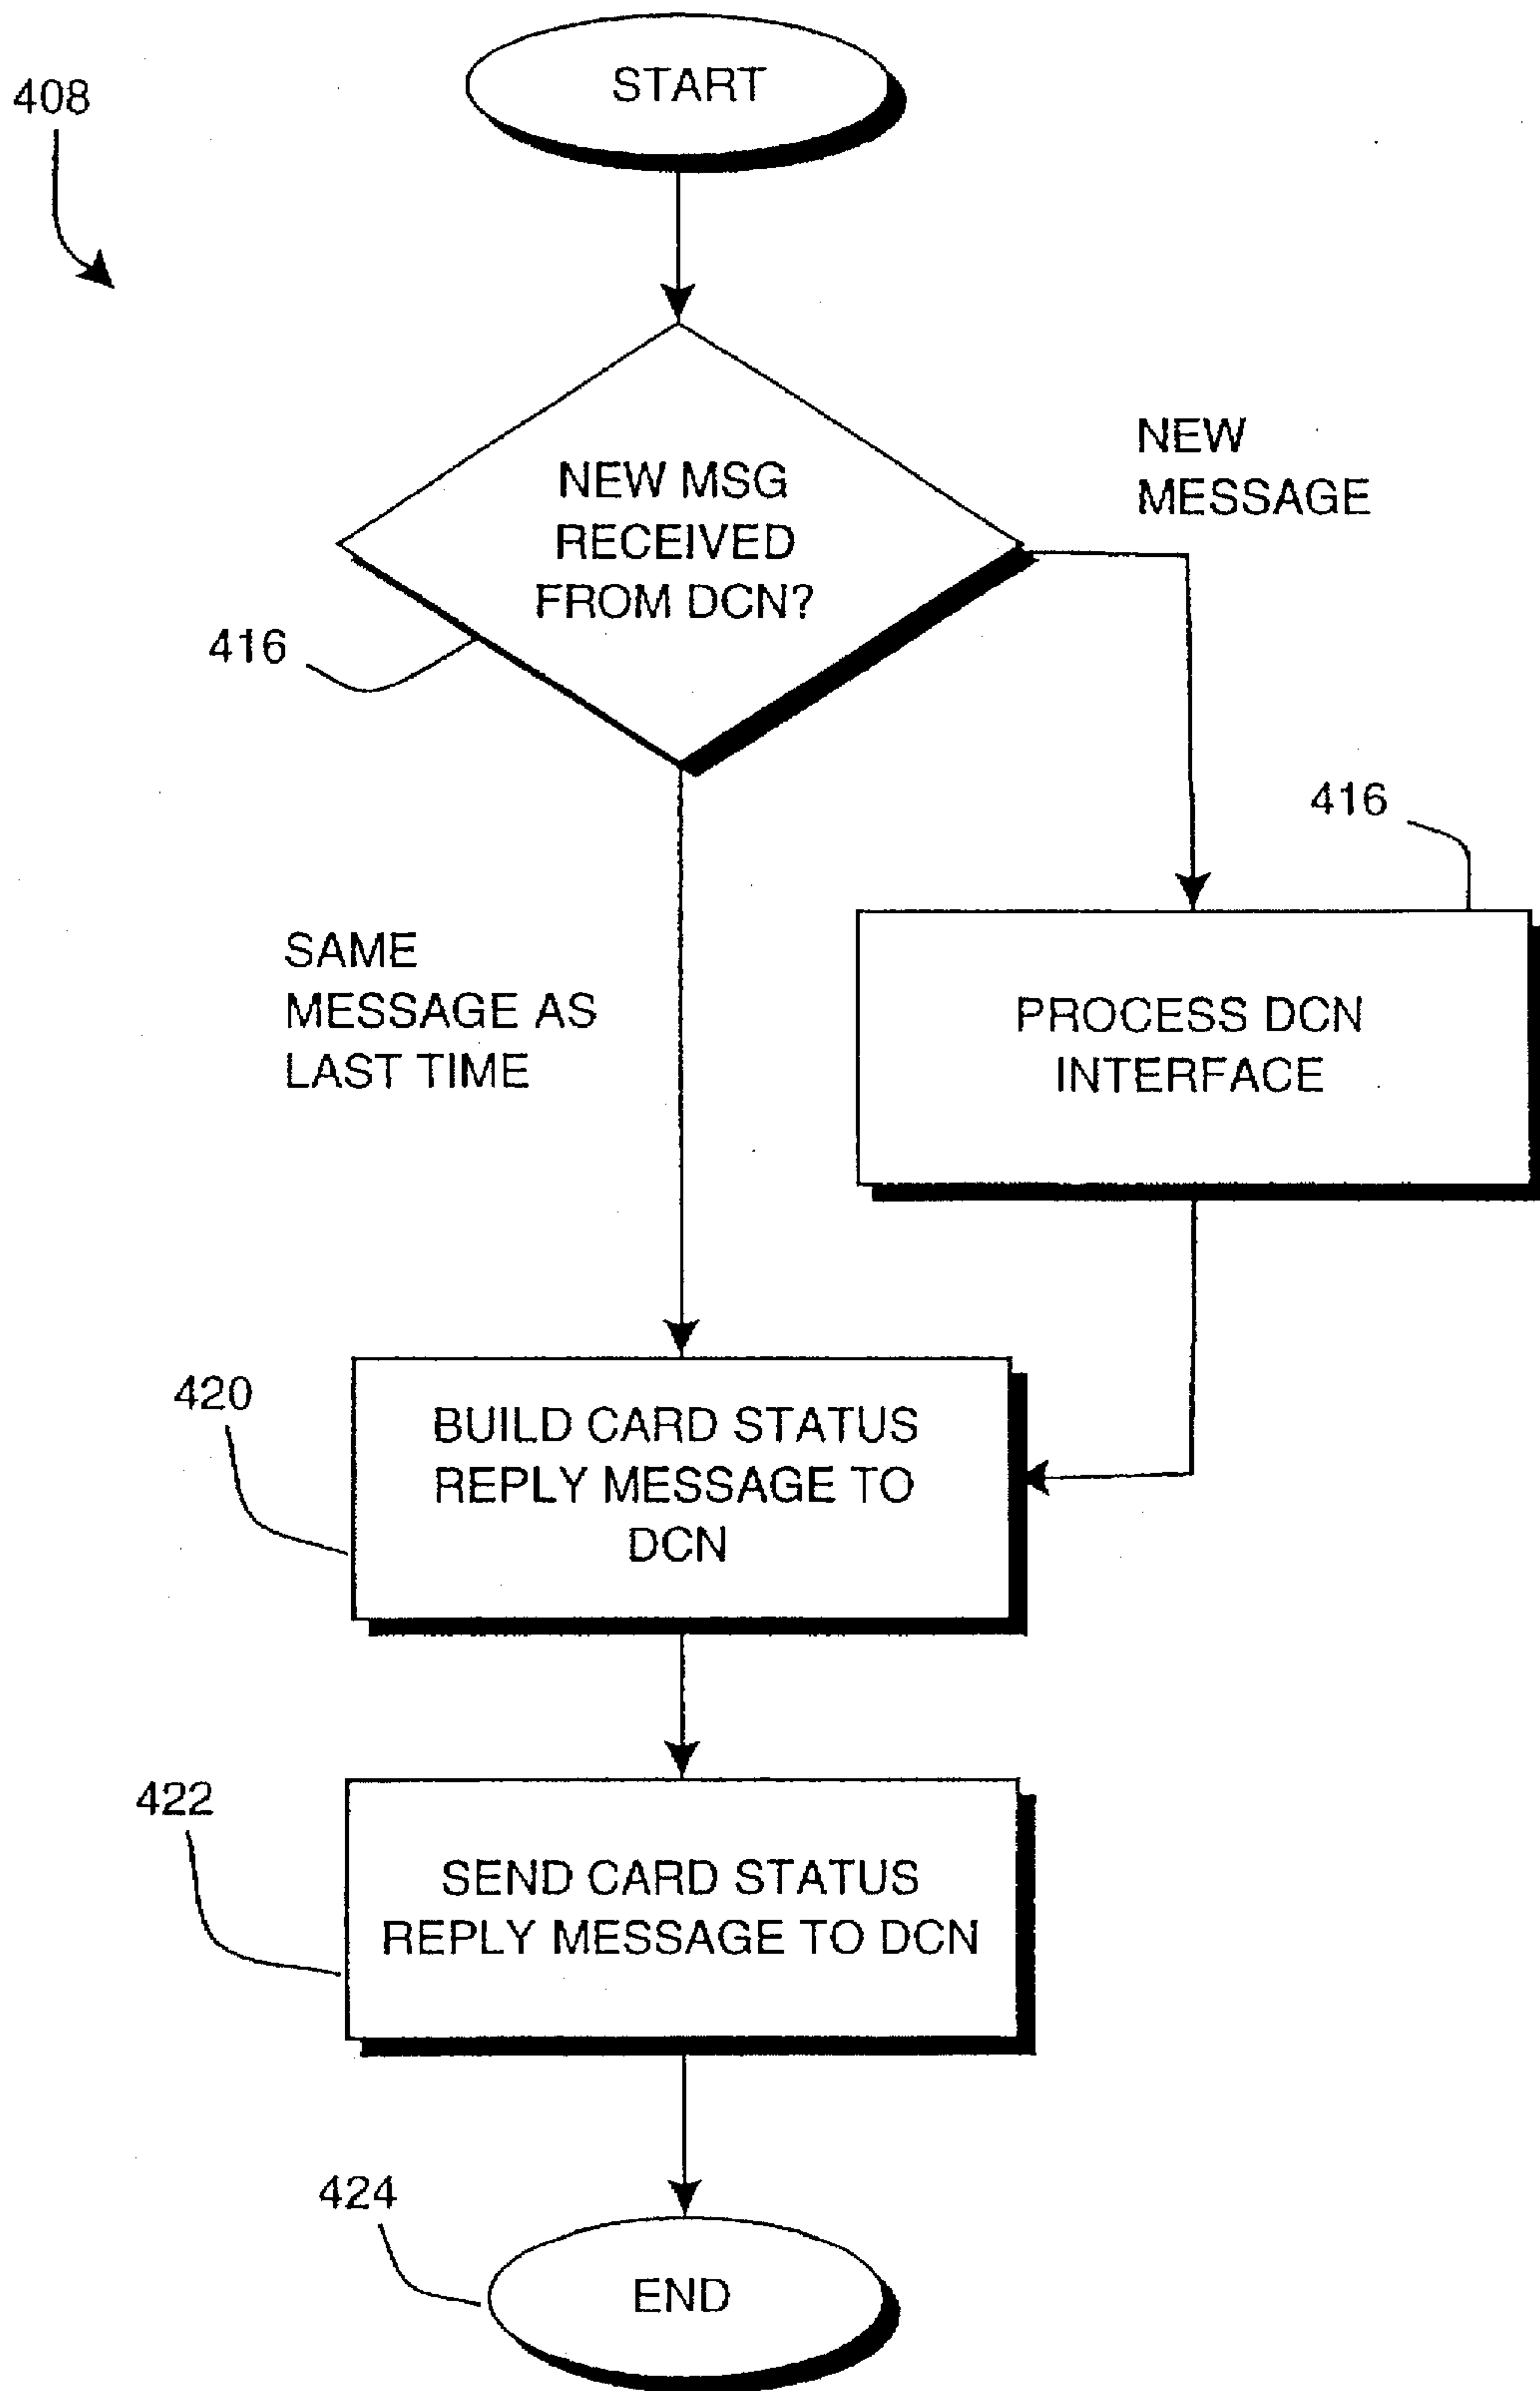 START
408
NEW MSG
RECEIVED
FROM DCN?
NEW
MESSAGE
416
416
SAME
MESSAGE AS
LAST TIME
PROCESS DCN
INTERFACE
420
BUILD CARD STATUS
REPLY MESSAGE TO
DCN
422
SEND CARD STATUS
REPLY MESSAGE TO DCN
424
END